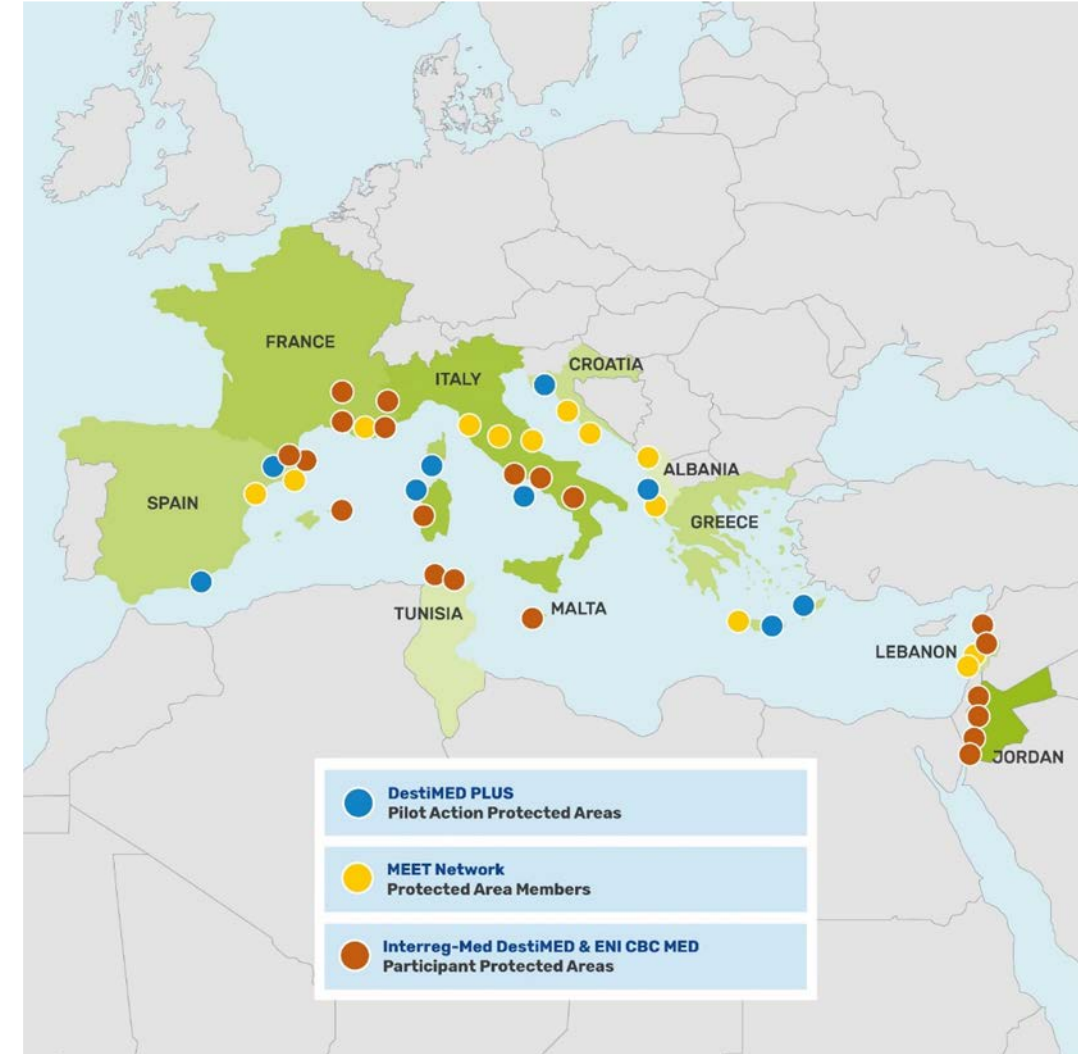 FRANCE
CROATIA
ITALY
ALBANIA
SPAIN
GREECE
TUNISIA
MALTA
LEBANON
JORDAN
DestiMED PLUS
Pilot Action Protected Areas
MEET Network
Protected Area Members
Interreg-Med DestiMED & ENI CBC MED
Participant Protected Areas